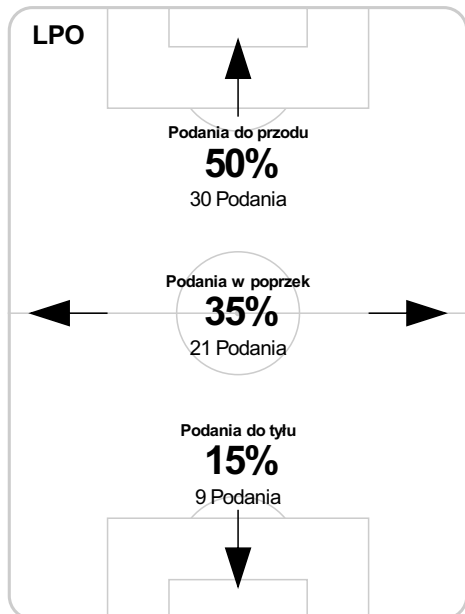 LPO
Podania do przodu
50%
30 Podania
Podania w poprzek
35%
21 Podania
Podania do tyłu
15%
9 Podania